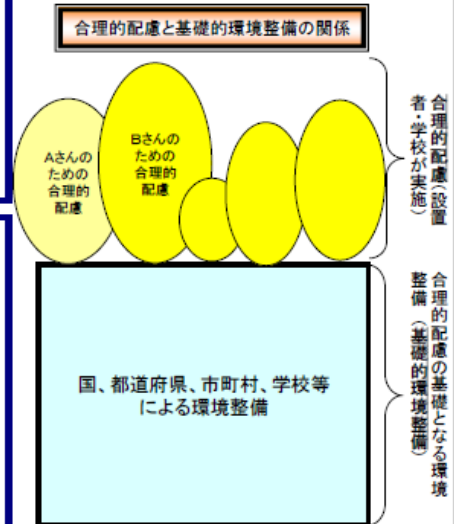 合理的配慮と基礎的環境整備の関係
Aさんの
ための
合理的
配慮
Bさんの
ための
合理的
配慮
合理的配慮（設置
者・学校が実施）
国、都道府県、市町村、学校等
による環境整備
合理的配慮の基礎となる環境
整備（基礎的環境整備）